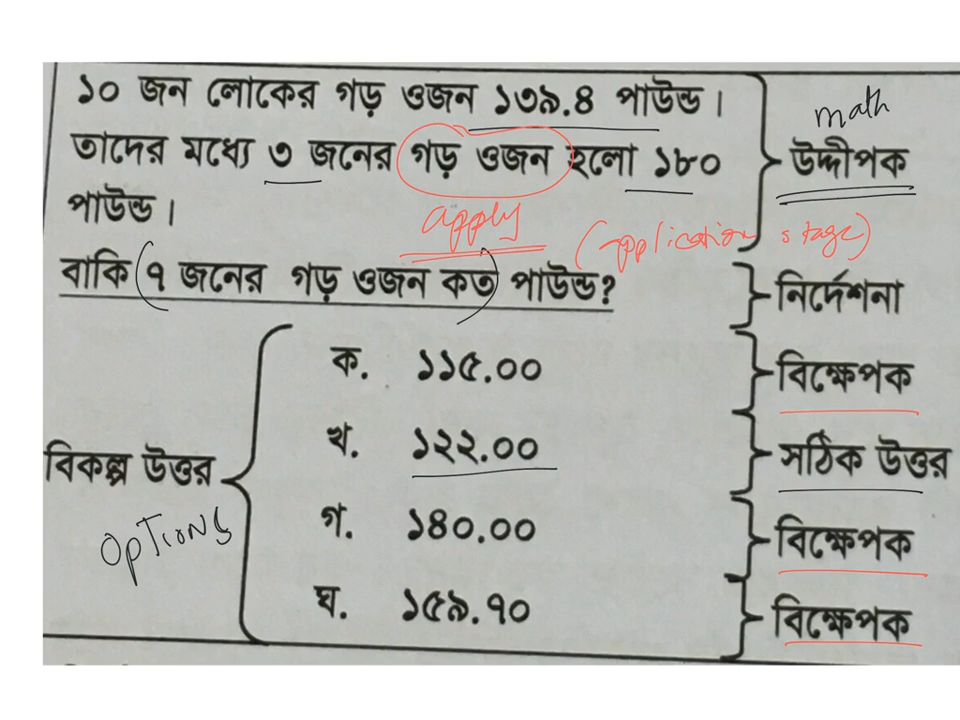 ১০ জন লোকের গড় ওজন ১৩৯.৪ পাউন্ড।
math
তাদের মধ্যে ৩ জনের গড় ওজন হলো ১৮০
উদ্দীপক
পাউন্ড।
apply
(application stage)
বাকি (৭ জনের গড় ওজন কত) পাউন্ড?
নির্দেশনা
ক. ১১৫.০০
বিক্ষেপক
খ. ১২২.০০
সঠিক উত্তর
বিকল্প উত্তর
OPTIONS
গ. ১৪০.০০
বিক্ষেপক
ঘ. ১৫৯.৭০
বিক্ষেপক